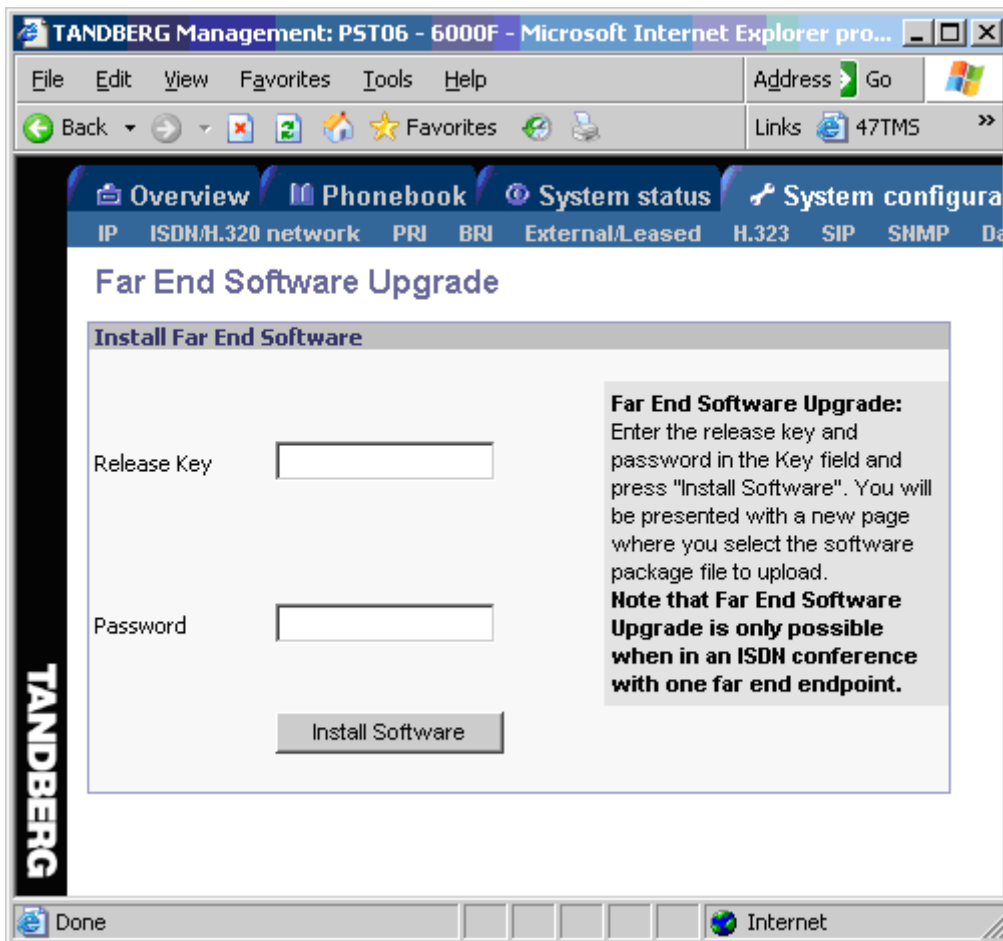 TANDBERG Management: PST06 - 6000F - Microsoft Internet Explorer pro...
File Edit View Favorites Tools Help Address Go
Back Favorites Links 47TMS »
Overview Phonebook System status System configura
IP ISDN/H.320 network PRI BRI External/Leased H.323 SIP SNMP Da
Far End Software Upgrade
Install Far End Software
Release Key
Password
Install Software
Far End Software Upgrade:
Enter the release key and
password in the Key field and
press "Install Software". You will
be presented with a new page
where you select the software
package file to upload.
Note that Far End Software
Upgrade is only possible
when in an ISDN conference
with one far end endpoint.
TANDBERG
Done Internet